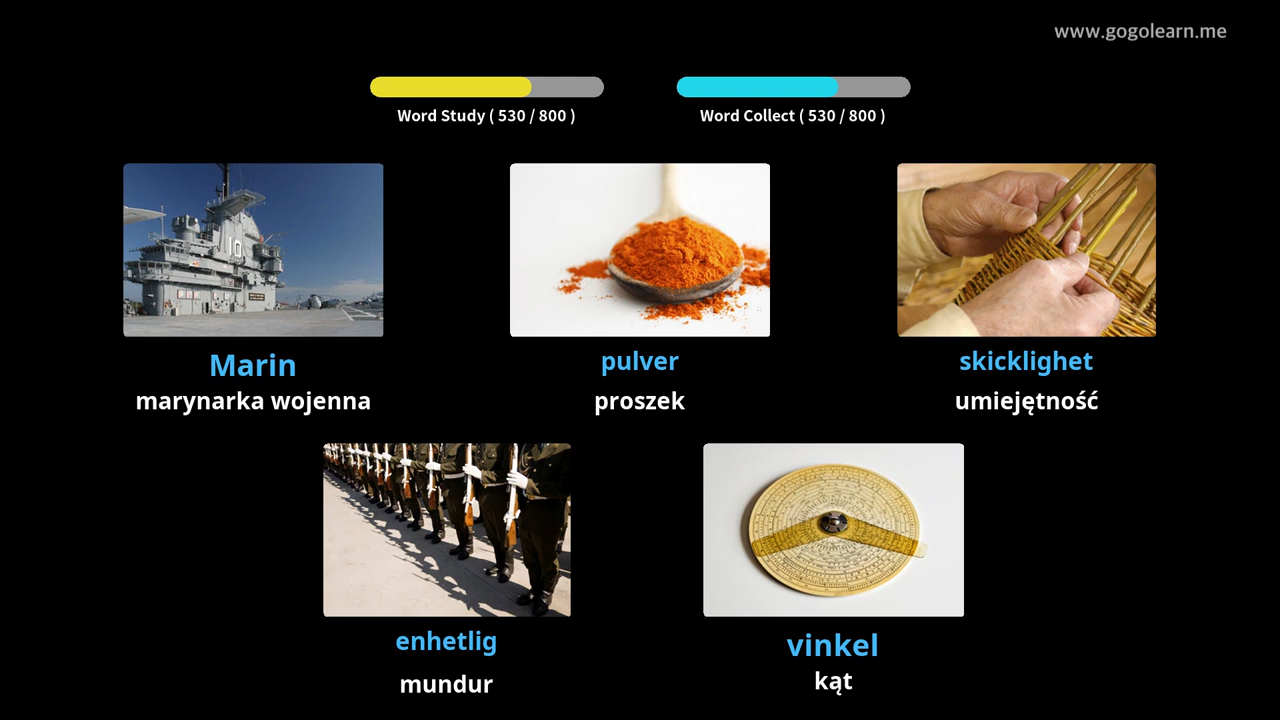 www.gogolearn.me
Word Study ( 530 / 800 )
Word Collect ( 530 / 800 )
Marin
marynarka wojenna
pulver
proszek
skicklighet
umiejętność
enhetlig
mundur
vinkel
kąt